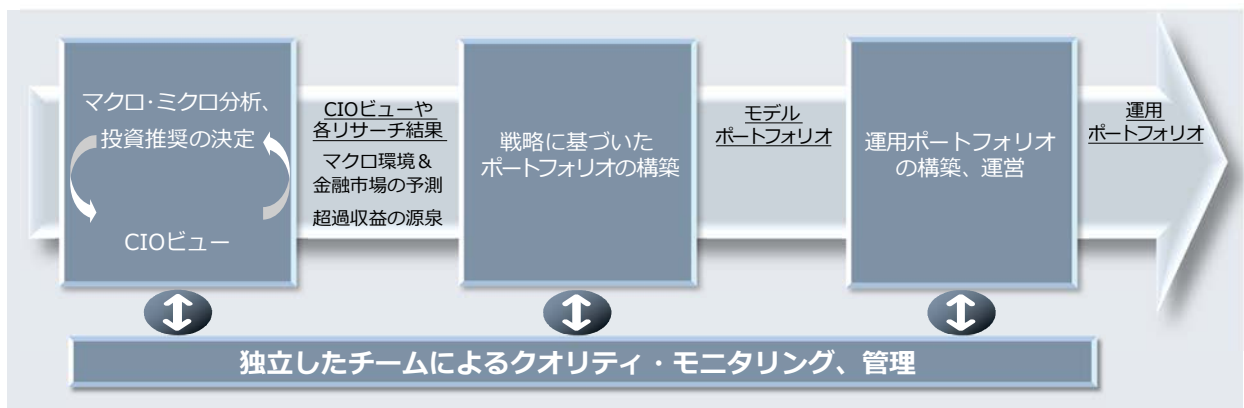 マクロ・ミクロ分析、
投資推奨の決定
CIOビュー
CIOビューや
各リサーチ結果
マクロ環境＆
金融市場の予測
超過収益の源泉
戦略に基づいた
ポートフォリオの構築
モデル
ポートフォリオ
運用ポートフォリオ
の構築、運営
運用
ポートフォリオ
独立したチームによるクオリティ・モニタリング、管理